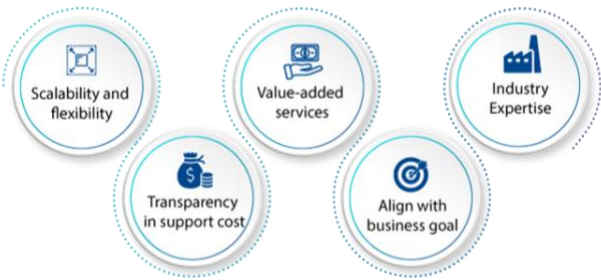 Scalability and
flexibility
Transparency
in support cost
Value-added
services
Align with
business goal
Industry
Expertise